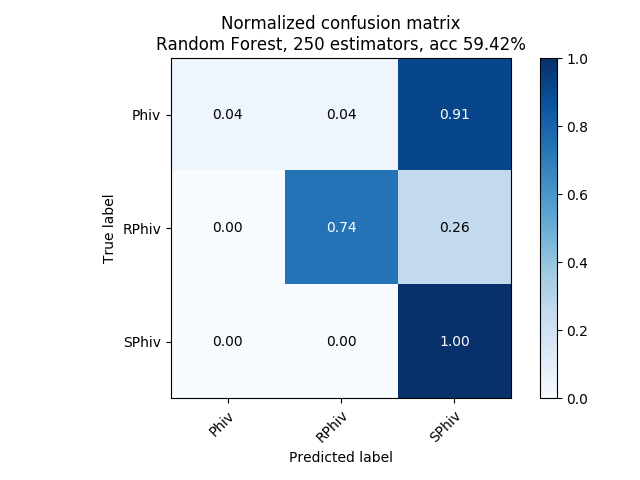 Normalized confusion matrix
Random Forest, 250 estimators, acc 59.42%
True label
Phiv 0.04 0.04 0.91
RPhiv 0.00 0.74 0.26
SPhiv 0.00 0.00 1.00
Phiv RPhiv SPhiv
Predicted label
1.0
0.8
0.6
0.4
0.2
0.0